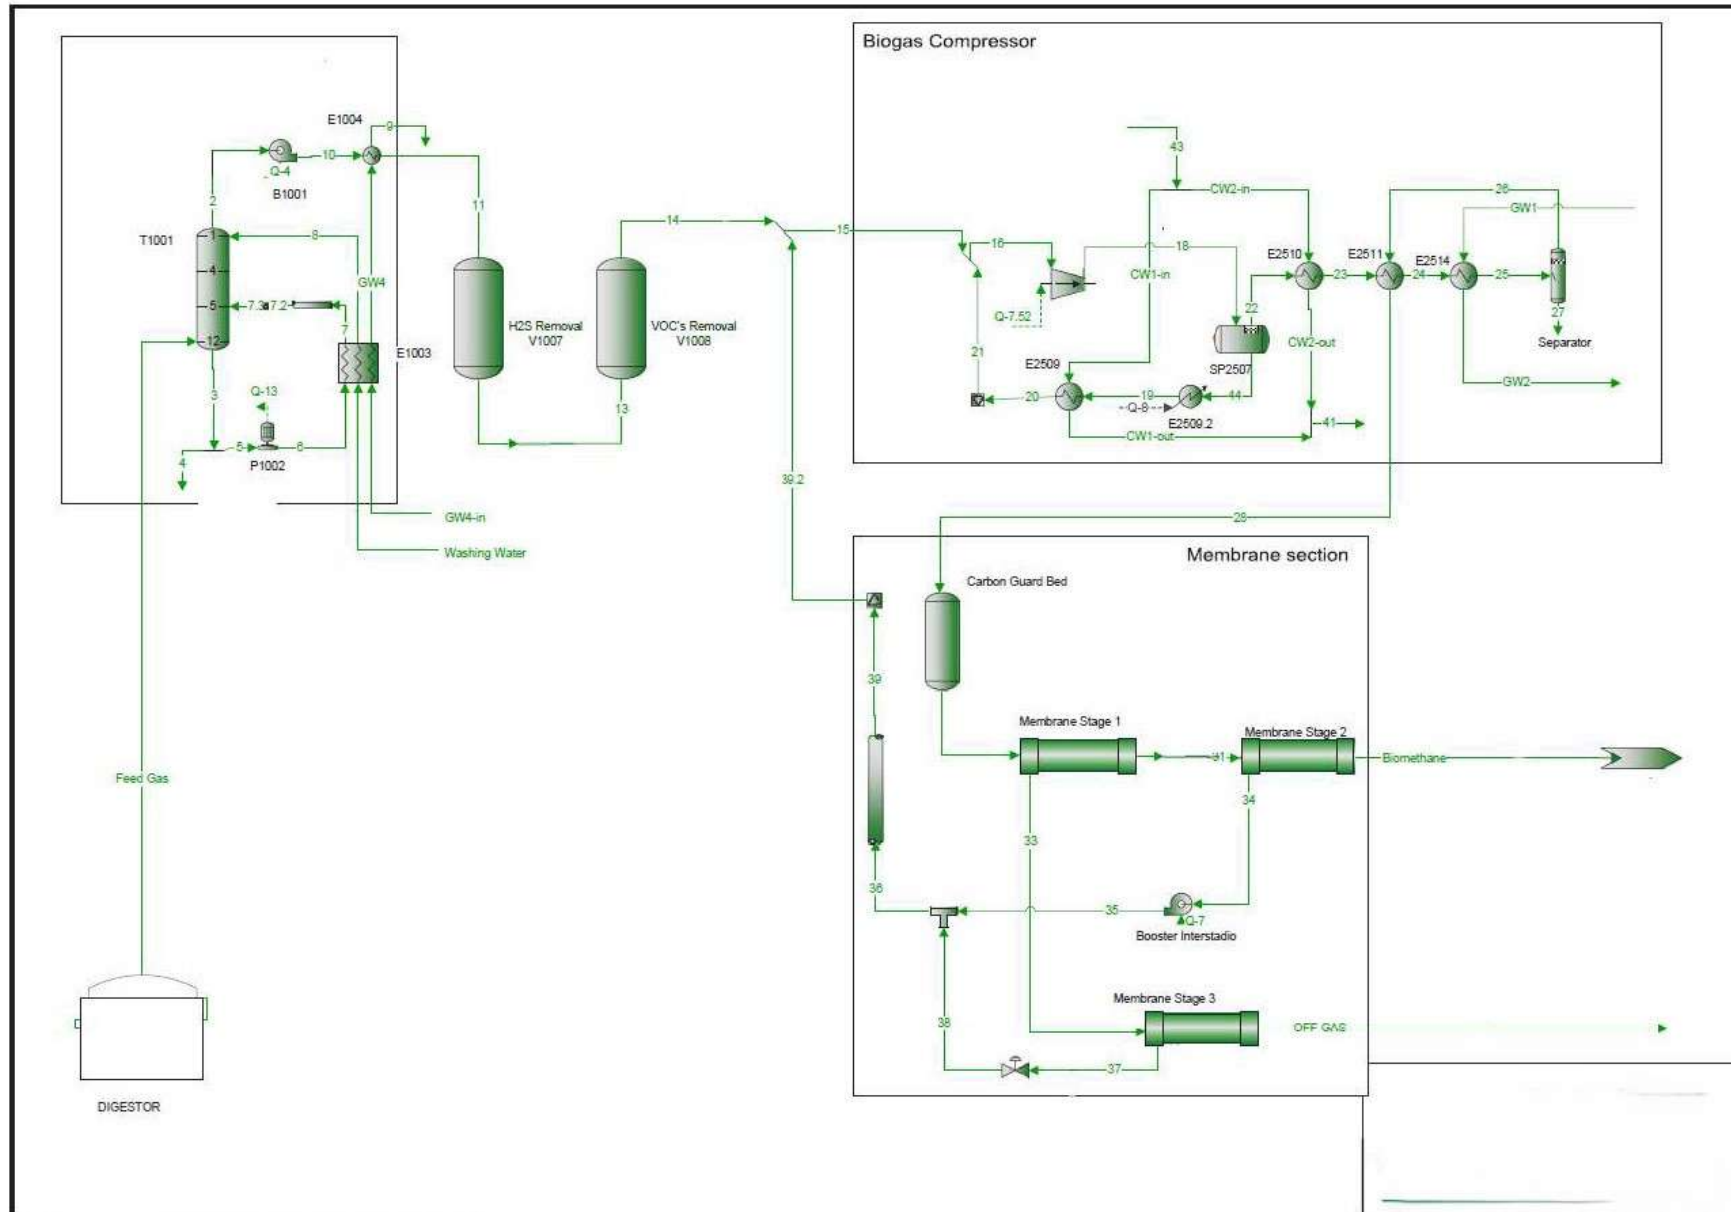 Biogas Compressor
E1004
9
10
Q-4
B1001
2
11
T1001
1
8
4
GW4
5
7.3
7.2
7
12
E1003
3
Q-13
5
6
P1002
4
GW4-in
Washing Water
H2S Removal
V1007
VOC's Removal
V1008
13
14
15
39.2
43
CW2-in
26
GW1
16
18
E2510
E2511
E2514
CW1-in
23
24
25
Q-7.52
22
27
Separator
CW2-out
21
E2509
SP2507
GW2
20
19
44
Q-8
E2509.2
41
CW1-out
28
Membrane section
Carbon Guard Bed
39
Membrane Stage 1
Membrane Stage 2
31
Biomethane
Feed Gas
34
33
36
35
Q-7
Booster Interstadio
Membrane Stage 3
38
OFF GAS
37
DIGESTOR